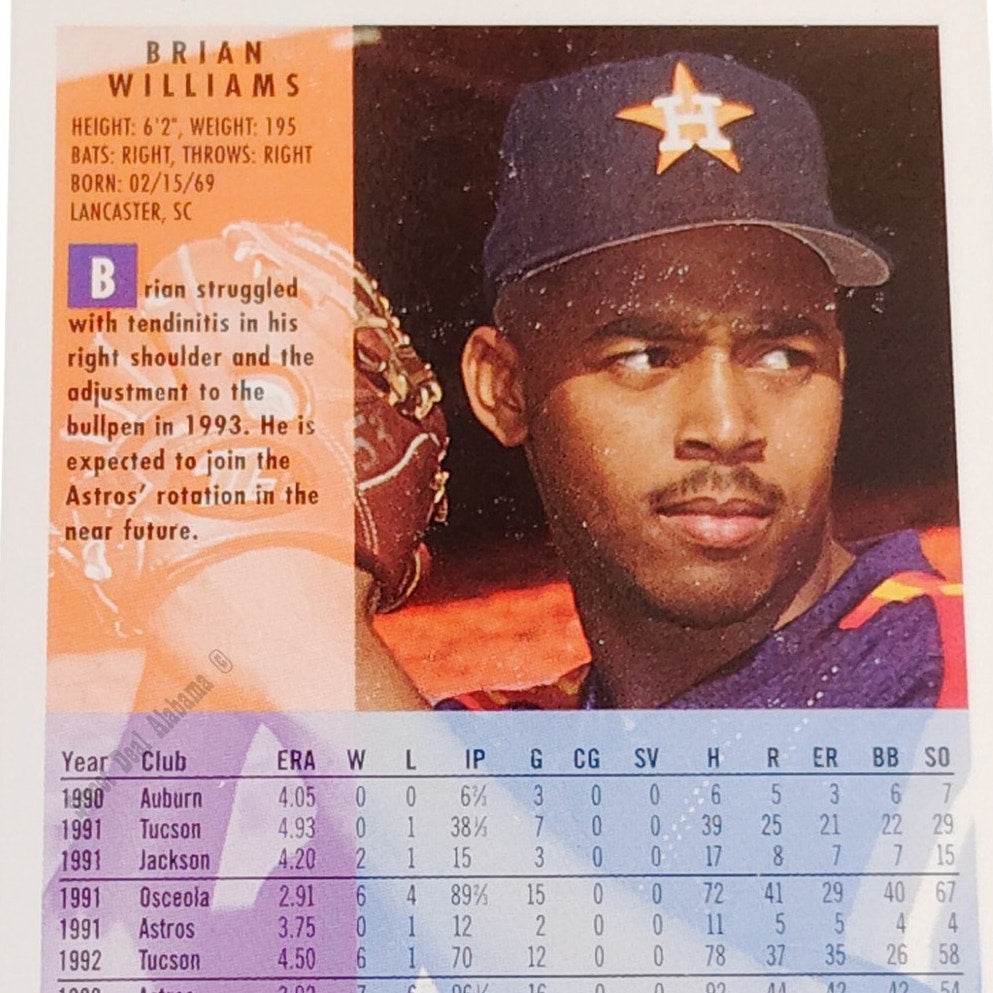 BRIAN
WILLIAMS
HEIGHT: 6'2", WEIGHT: 195
BATS: RIGHT, THROWS: RIGHT
BORN: 02/15/69
LANCASTER, SC
Brian struggled
with tendinitis in his
right shoulder and the
adjustment to the
bullpen in 1993. He is
expected to join the
Astros' rotation in the
near future.
H
53
Deal Alabama
Year Club ERA W L IP G CG SV H R ER BB SO
1990 Auburn 4.05 0 0 6⅔ 3 0 0 6 5 3 6 7
1991 Tucson 4.93 0 1 38⅓ 7 0 0 39 25 21 22 29
1991 Jackson 4.20 2 1 15 3 0 0 17 8 7 7 15
1991 Osceola 2.91 6 4 89⅔ 15 0 0 72 41 29 40 67
1991 Astros 3.75 0 1 12 2 0 0 11 5 5 4 4
1992 Tucson 4.50 6 1 70 12 0 0 78 37 35 26 58